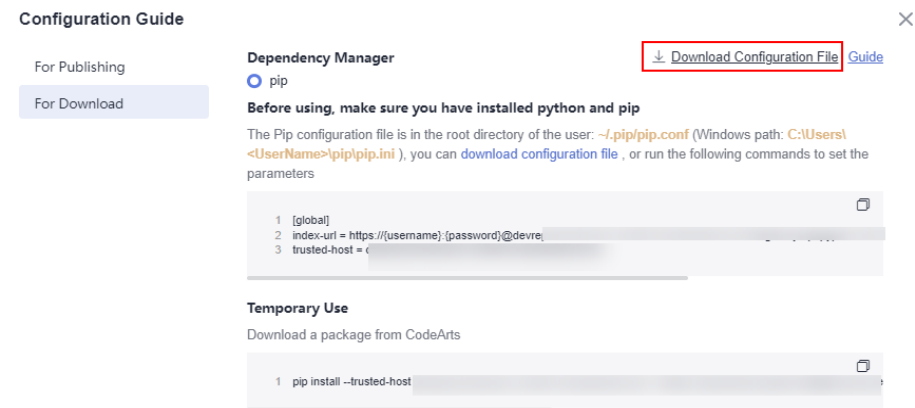 Configuration Guide
For Publishing
For Download
Dependency Manager
Download Configuration File Guide
pip
Before using, make sure you have installed python and pip
The Pip configuration file is in the root directory of the user: ~/.pip/pip.conf (Windows path: C:\Users\
<UserName>\pip\pip.ini ), you can download configuration file , or run the following commands to set the
parameters
1 [global]
2 index-url = https://{username}:{password}@devre
3 trusted-host =
Temporary Use
Download a package from CodeArts
1 pip install --trusted-host